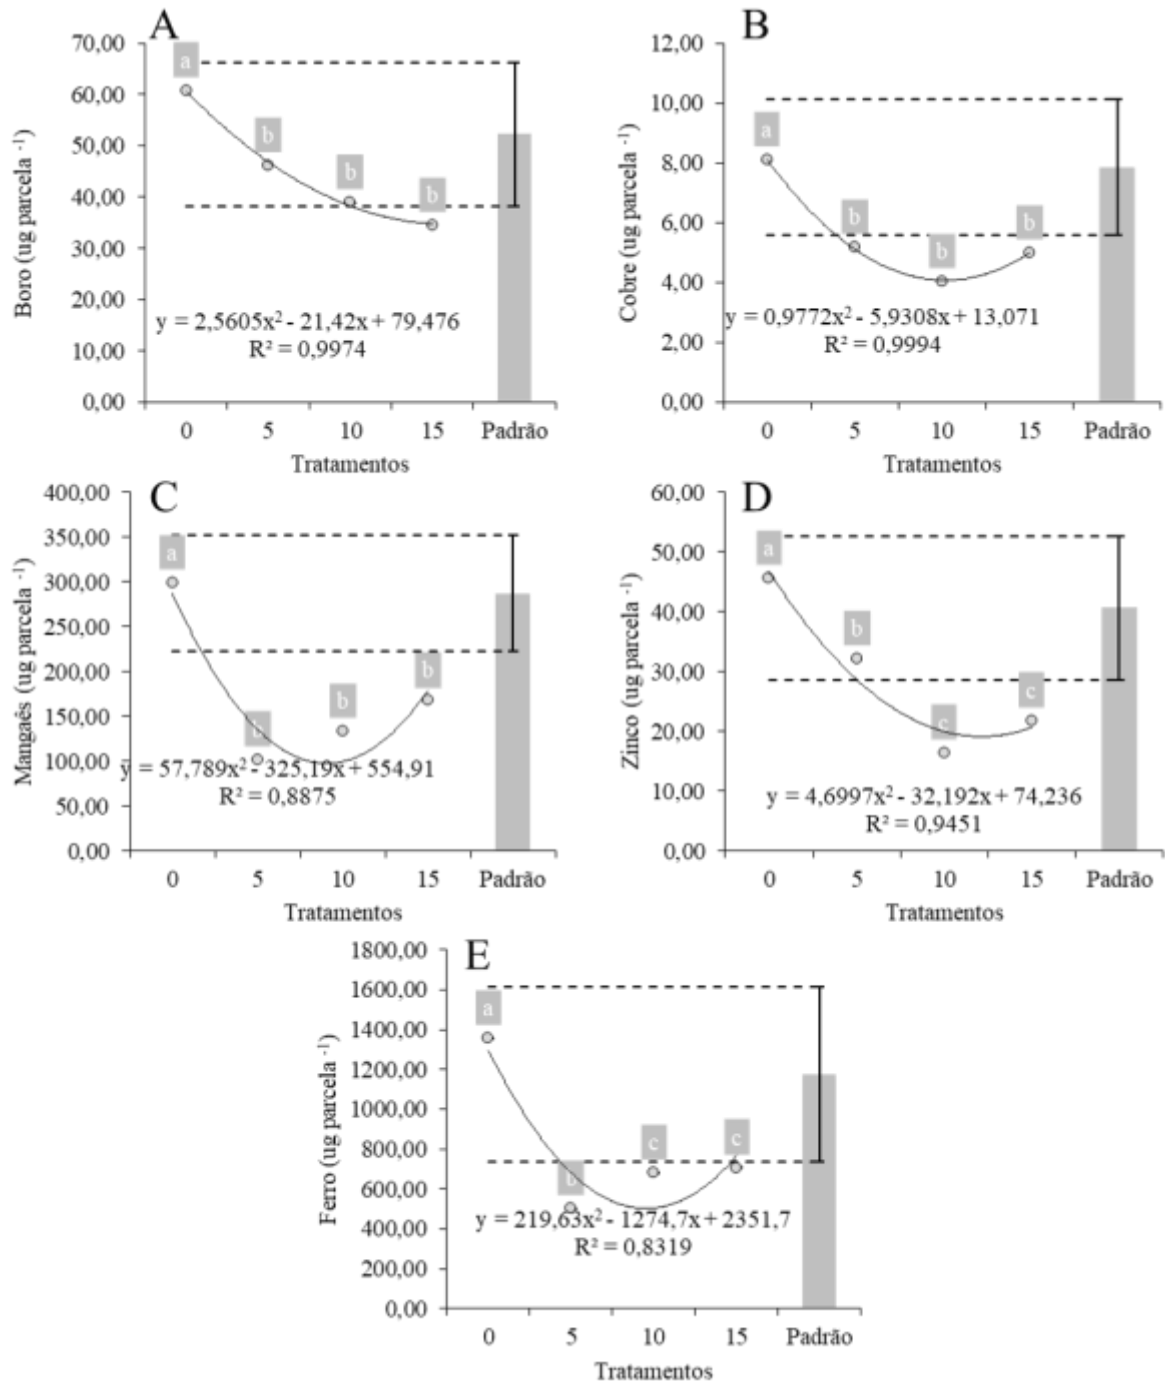 A
70,00
60,00
50,00
40,00
30,00
20,00
10,00
0,00
Boro (ug parcela ⁻¹)
a
b
b
b
y = 2,5605x² - 21,42x + 79,476
R² = 0,9974
0 5 10 15 Padrão
Tratamentos
B
12,00
10,00
8,00
6,00
4,00
2,00
0,00
Cobre (ug parcela ⁻¹)
a
b
b
b
y = 0,9772x² - 5,9308x + 13,071
R² = 0,9994
0 5 10 15 Padrão
Tratamentos
C
400,00
350,00
300,00
250,00
200,00
150,00
100,00
50,00
0,00
Mangaês (ug parcela ⁻¹)
a
b
b
b
y = 57,789x² - 325,19x + 554,91
R² = 0,8875
0 5 10 15 Padrão
Tratamentos
D
60,00
50,00
40,00
30,00
20,00
10,00
0,00
Zinco (ug parcela ⁻¹)
a
b
c
c
y = 4,6997x² - 32,192x + 74,236
R² = 0,9451
0 5 10 15 Padrão
Tratamentos
E
1800,00
1600,00
1400,00
1200,00
1000,00
800,00
600,00
400,00
200,00
0,00
Ferro (ug parcela ⁻¹)
a
b
c
c
y = 219,63x² - 1274,7x + 2351,7
R² = 0,8319
0 5 10 15 Padrão
Tratamentos